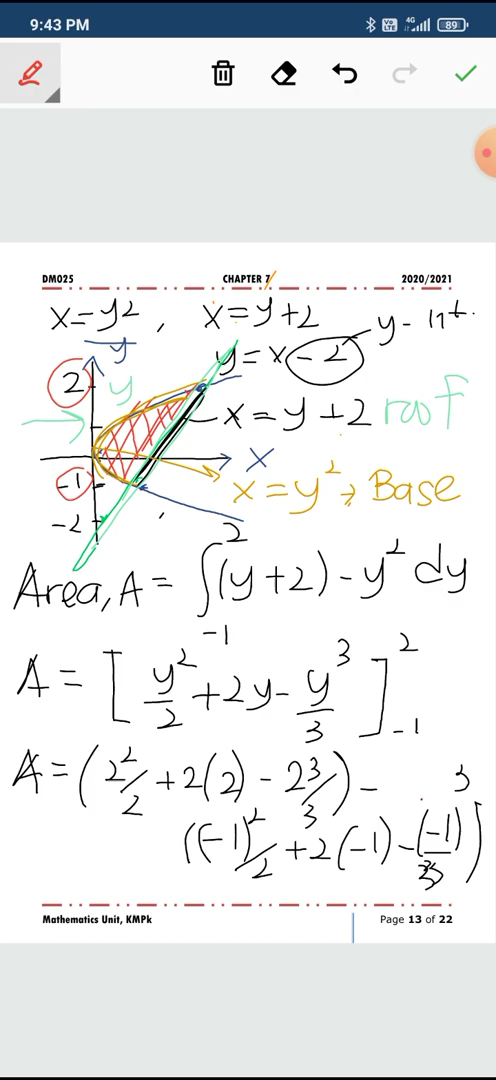 9:43 PM
4G
89
DM025 CHAPTER 7 2020/2021
x=y2 , x=y+2
y=x-2 y-int.
y
2 y
-x=y+2 roof
x
-1 x=y² → Base
-2
Area, A = ∫₋₁² (y+2) - y² dy
A = [ y²/2 + 2y - y³/3 ]₋₁²
A = ( 2²/2 + 2(2) - 2³/3 ) -
((-1)²/2 + 2(-1) - (-1)³/3)
Mathematics Unit, KMPk Page 13 of 22